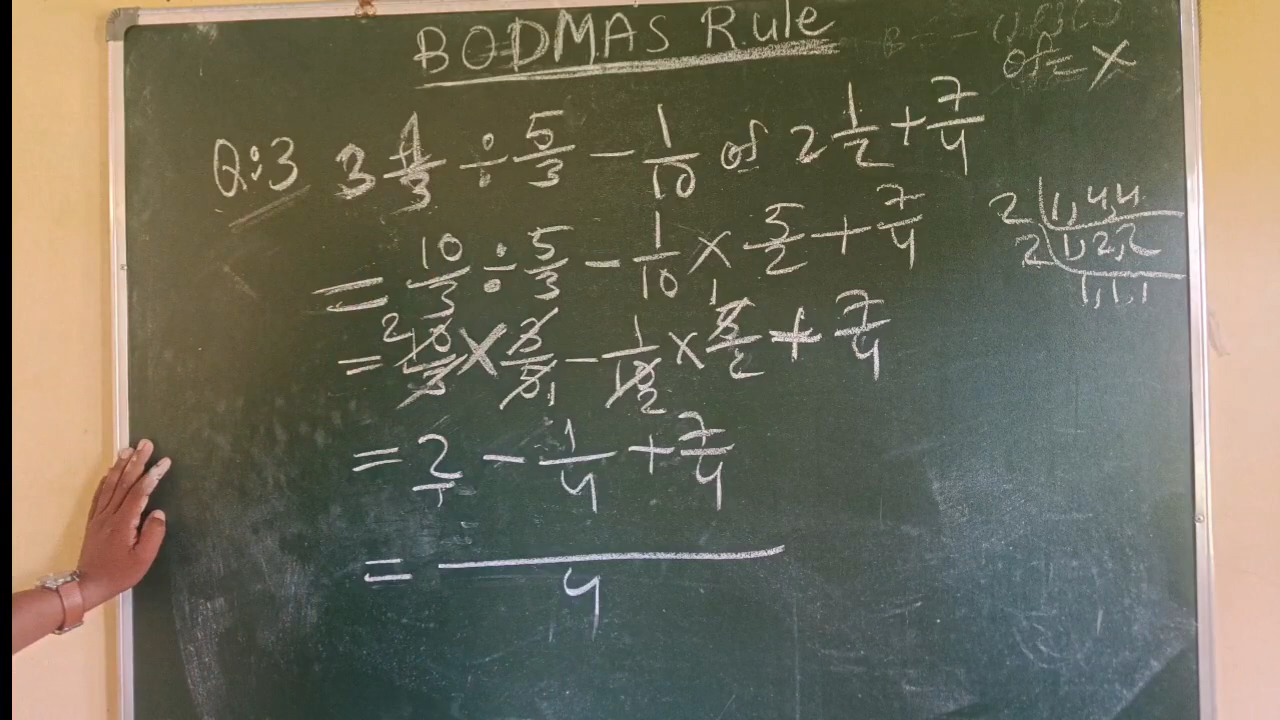 BODMAS Rule
of = ×
Q:3 3 1/3 ÷ 5/3 - 1/10 of 2 1/2 + 7/4
= 10/3 ÷ 5/3 - 1/10 × 5/2 + 7/4
2 | 1, 4, 4
2 | 1, 2, 2
1, 1, 1
= 10/3 × 3/5 - 1/10 × 5/2 + 7/4
= 2/1 - 1/4 + 7/4
= /4